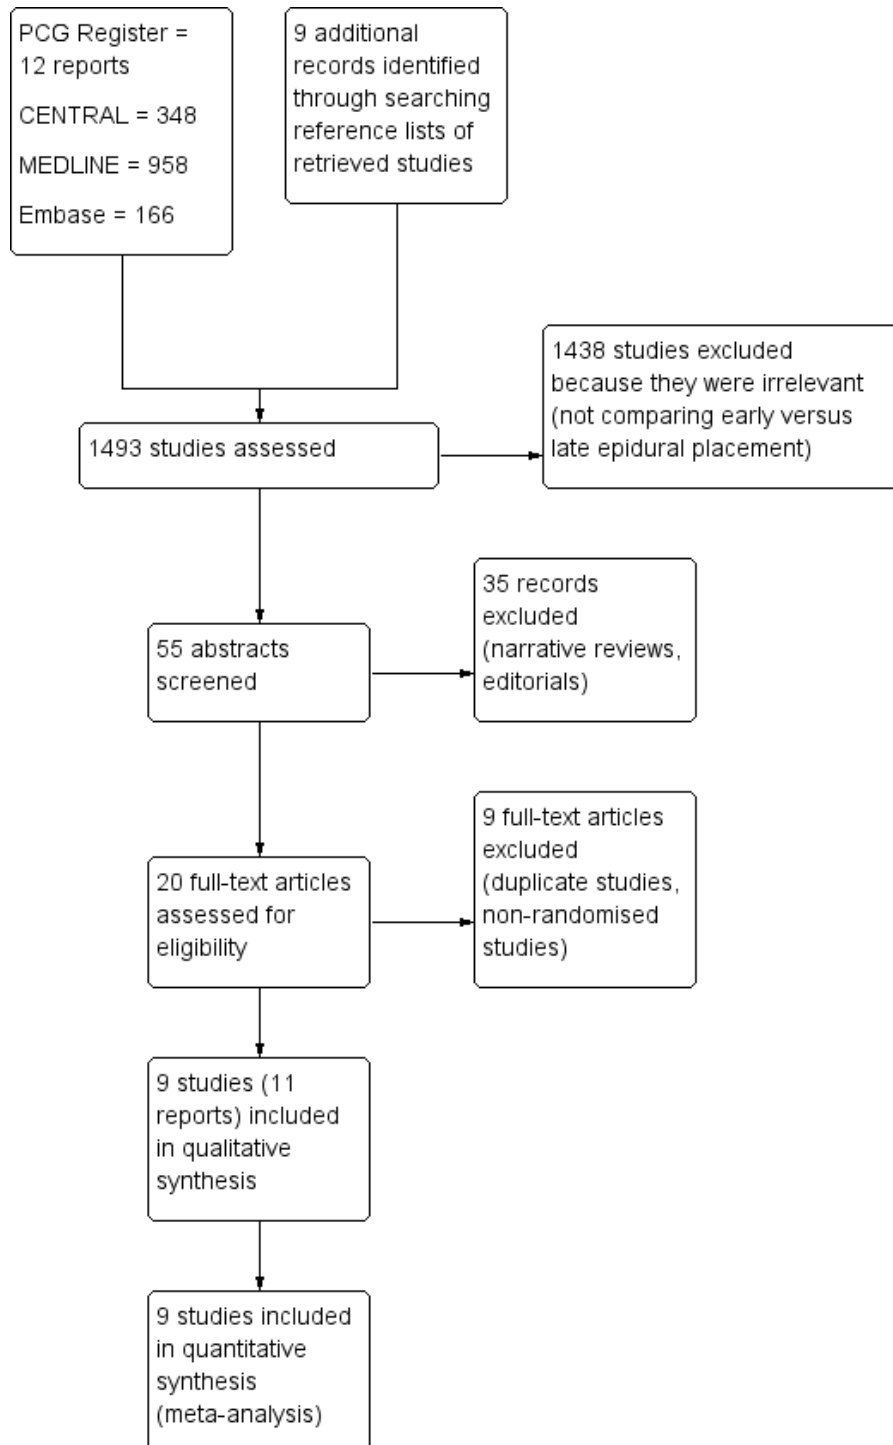 PCG Register =
12 reports
CENTRAL = 348
MEDLINE = 958
Embase = 166
9 additional
records identified
through searching
reference lists of
retrieved studies
1493 studies assessed
1438 studies excluded
because they were irrelevant
(not comparing early versus
late epidural placement)
55 abstracts
screened
35 records
excluded
(narrative reviews,
editorials)
20 full-text articles
assessed for
eligibility
9 full-text articles
excluded
(duplicate studies,
non-randomised
studies)
9 studies (11
reports) included
in qualitative
synthesis
9 studies included
in quantitative
synthesis
(meta-analysis)